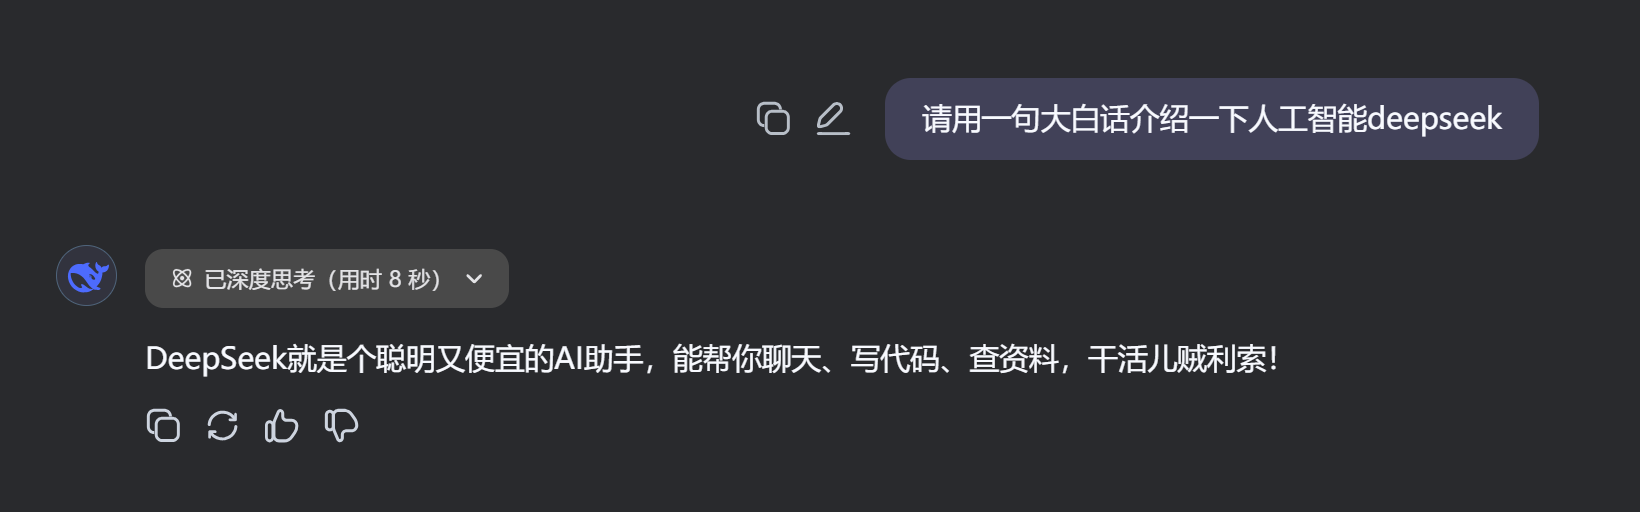 请用一句大白话介绍一下人工智能deepseek
已深度思考（用时 8 秒）
DeepSeek就是个聪明又便宜的AI助手，能帮你聊天、写代码、查资料，干活儿贼利索！